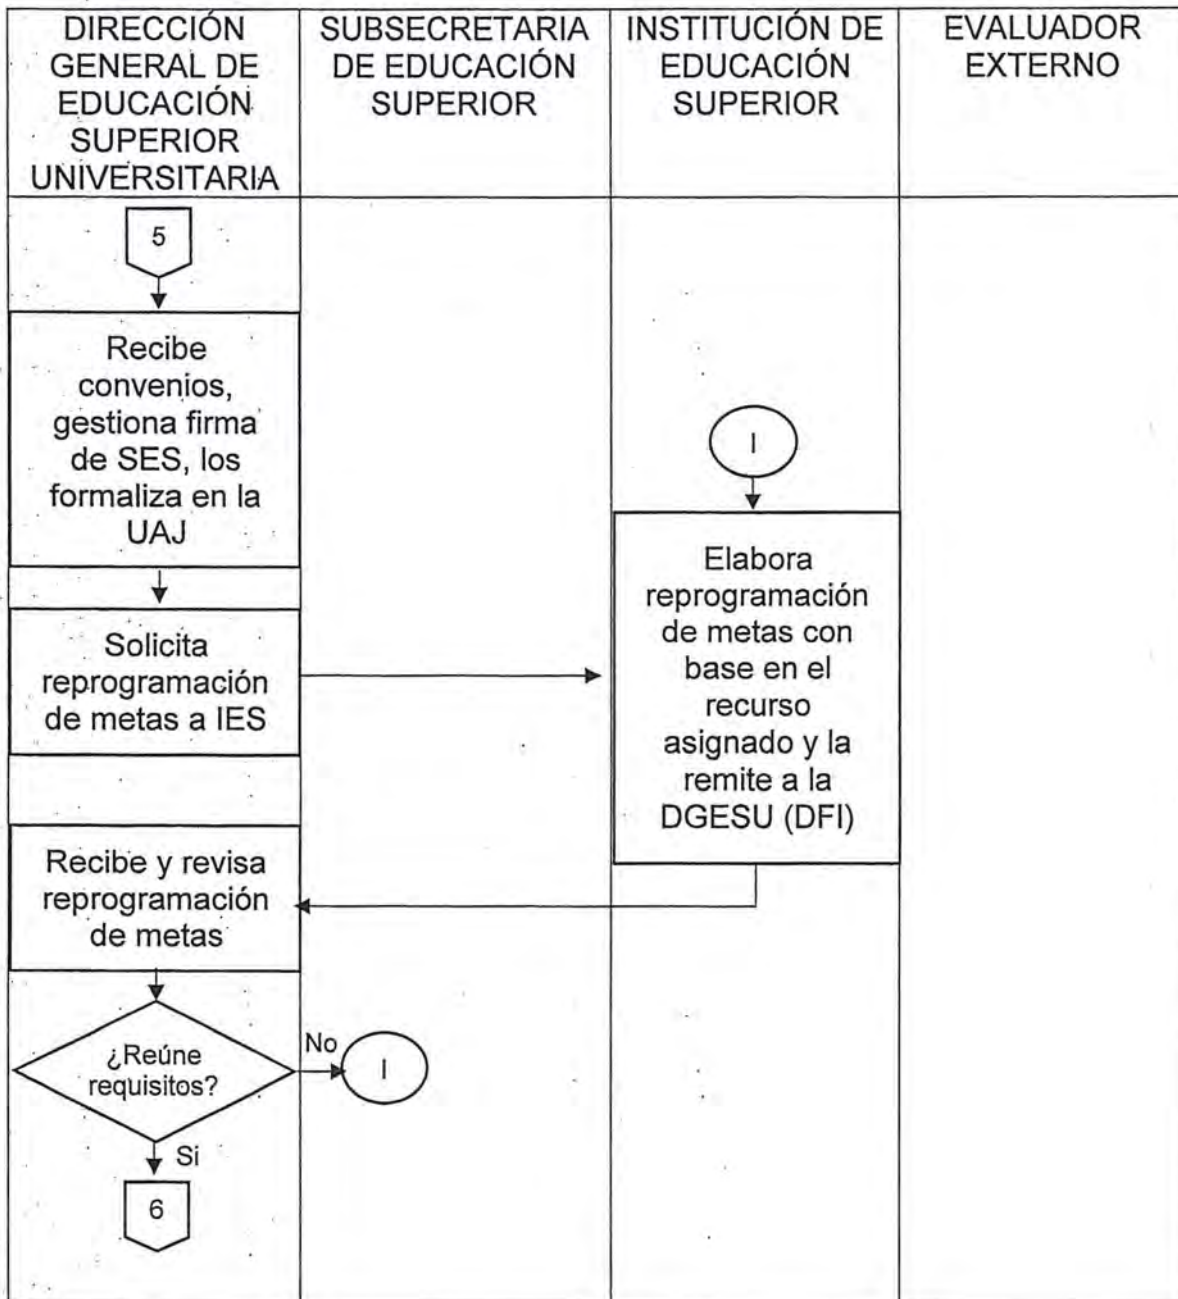 DIRECCIÓN
GENERAL DE
EDUCACIÓN
SUPERIOR
UNIVERSITARIA
SUBSECRETARIA
DE EDUCACIÓN
SUPERIOR
INSTITUCIÓN DE
EDUCACIÓN
SUPERIOR
EVALUADOR
EXTERNO
5
Recibe
convenios,
gestiona firma
de SES, los
formaliza en la
UAJ
Solicita
reprogramación
de metas a IES
I
Elabora
reprogramación
de metas con
base en el
recurso
asignado y la
remite a la
DGESU (DFI)
Recibe y revisa
reprogramación
de metas
¿Reúne
requisitos?
No
I
Si
6